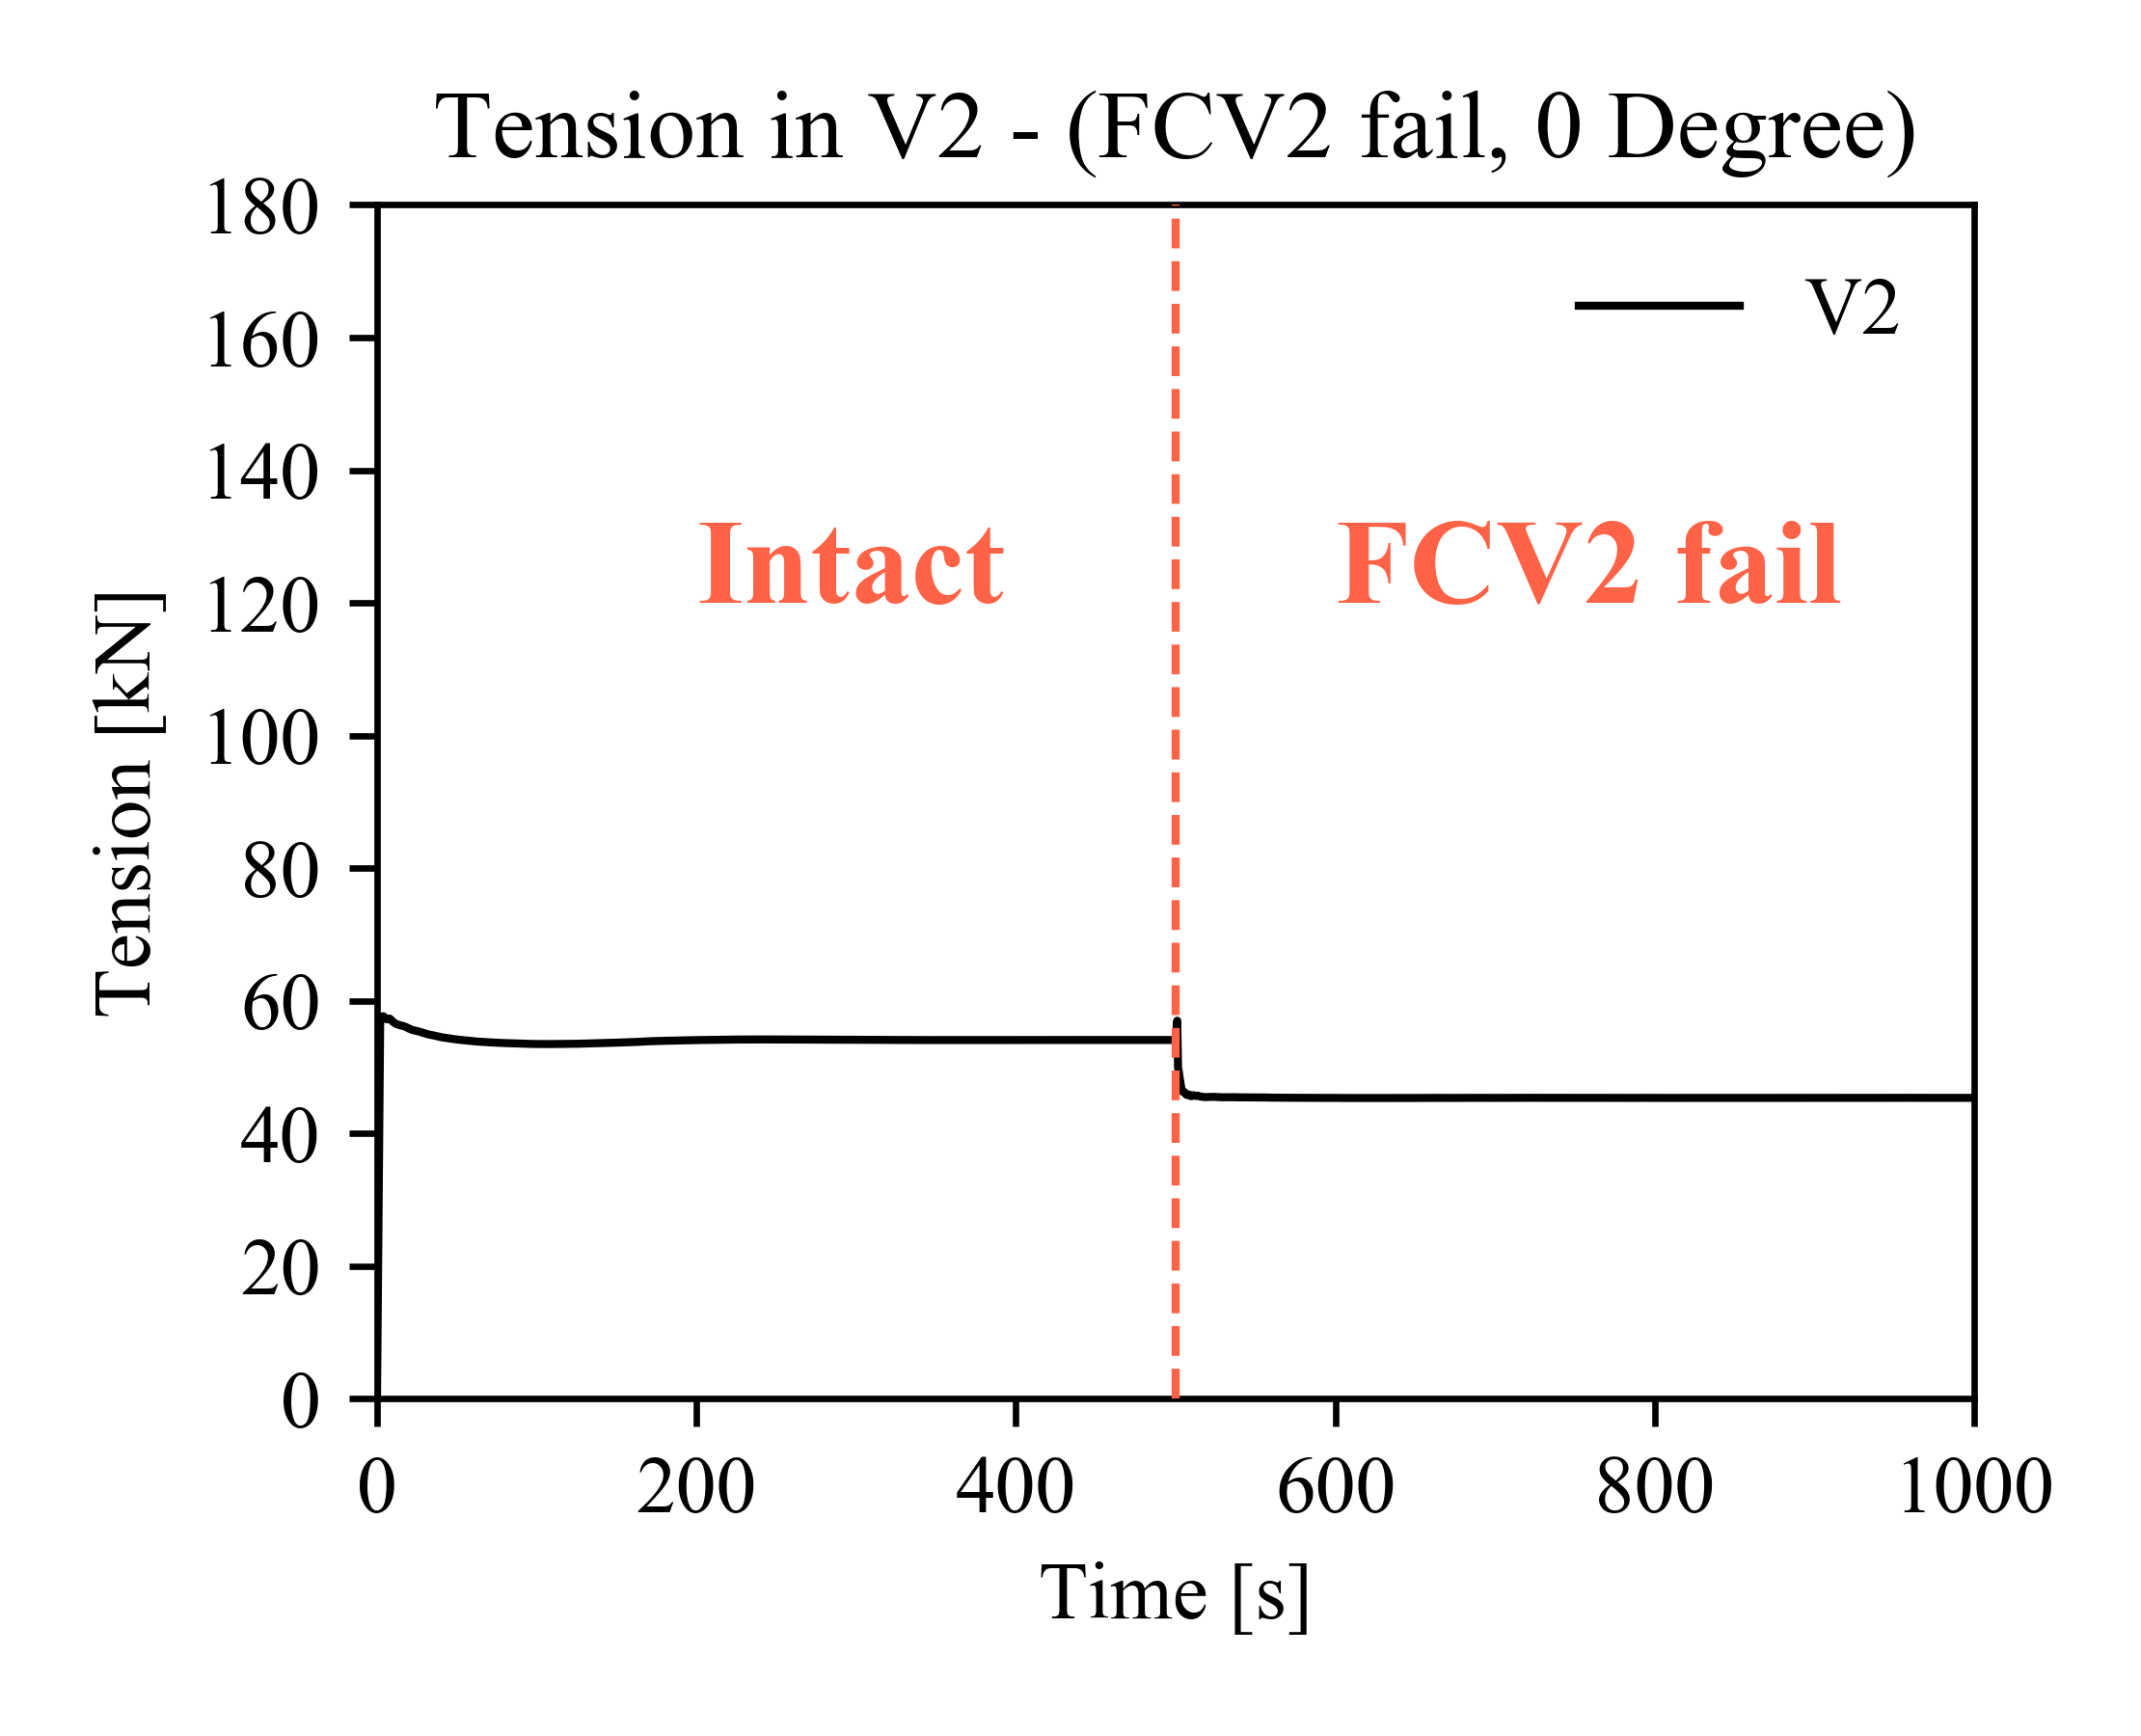 Tension in V2 - (FCV2 fail, 0 Degree)
180
160
140
120
100
80
60
40
20
0
Tension [kN]
V2
Intact
FCV2 fail
0 200 400 600 800 1000
Time [s]